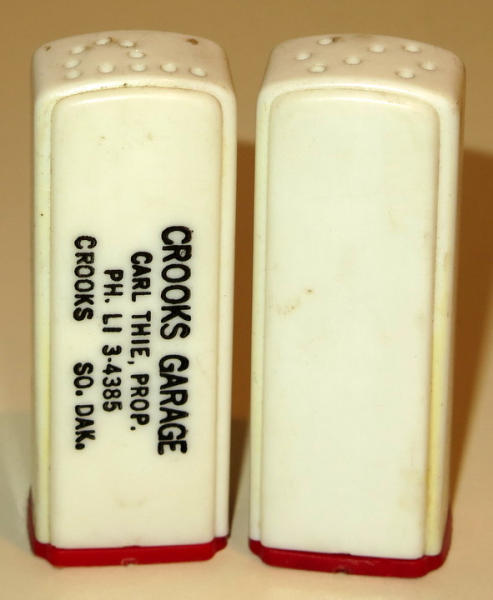 CROOKS GARAGE
CARL THIE, PROP.
PH. LI 3-4385
CROOKS SO. DAK.